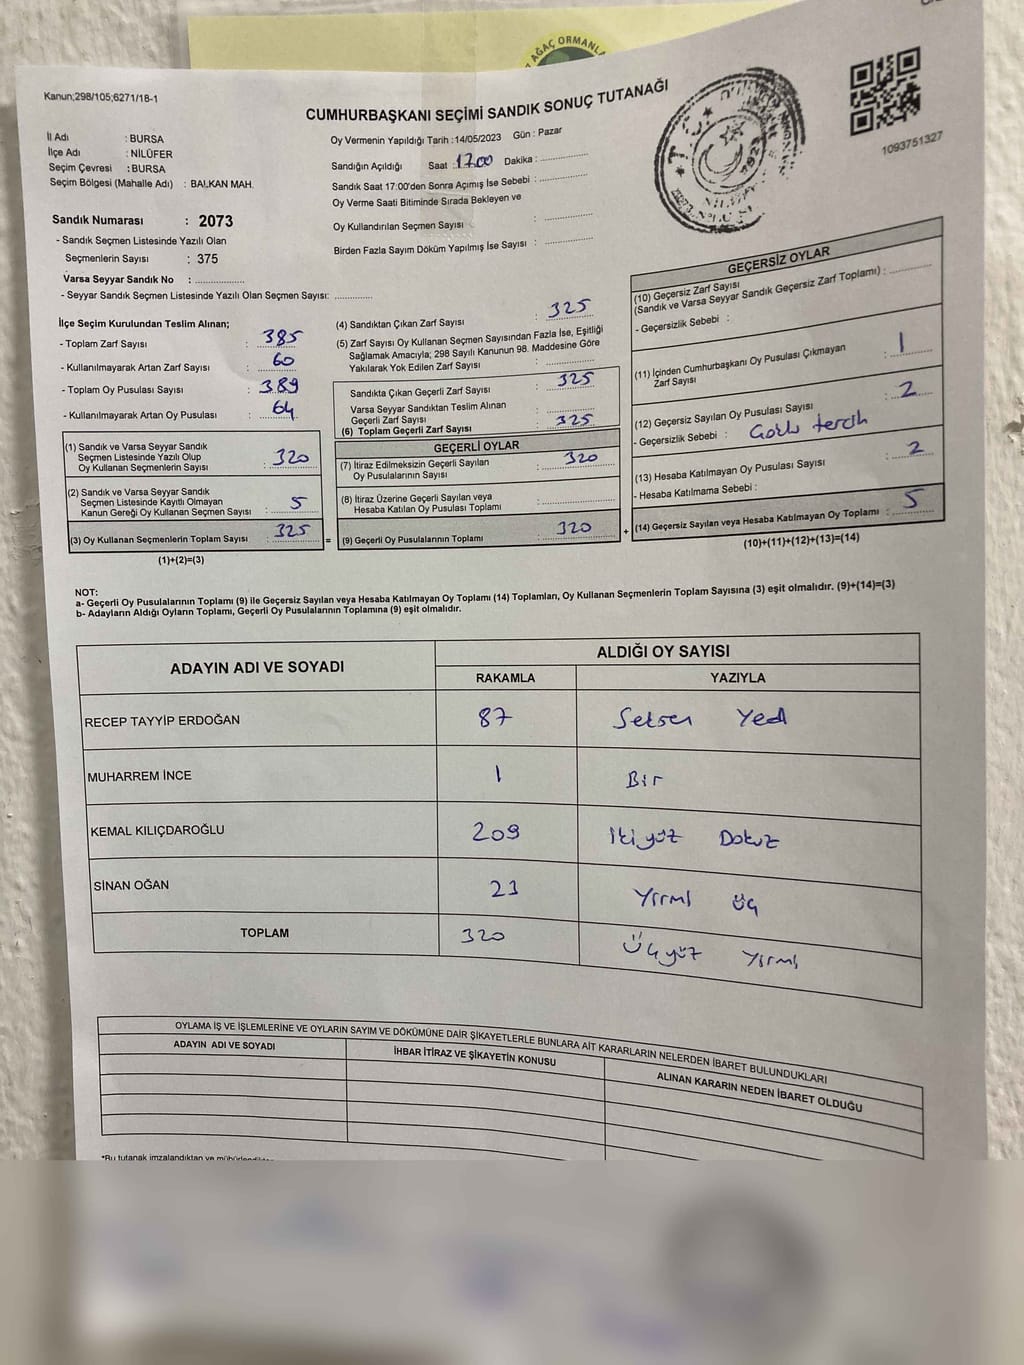 AĞAÇ ORMANLA
Kanun;298/105;6271/18-1
CUMHURBAŞKANI SEÇİMİ SANDIK SONUÇ TUTANAĞI
1093751327
İl Adı : BURSA
İlçe Adı : NİLÜFER
Seçim Çevresi : BURSA
Seçim Bölgesi (Mahalle Adı) : BALKAN MAH.
Sandık Numarası : 2073
- Sandık Seçmen Listesinde Yazılı Olan
Seçmenlerin Sayısı : 375
Varsa Seyyar Sandık No : ..................
- Seyyar Sandık Seçmen Listesinde Yazılı Olan Seçmen Sayısı: ..............
Oy Vermenin Yapıldığı Tarih : 14/05/2023 Gün : Pazar
Sandığın Açıldığı Saat : 17.00 Dakika : ..............
Sandık Saat 17:00'den Sonra Açımış İse Sebebi : ..............
Oy Verme Saati Bitiminde Sırada Bekleyen ve
Oy Kullandırılan Seçmen Sayısı : ..............
Birden Fazla Sayım Döküm Yapılmış İse Sayısı : ..............
T.C.
NİLÜFER
İlçe Seçim Kurulundan Teslim Alınan;
- Toplam Zarf Sayısı : 385
- Kullanılmayarak Artan Zarf Sayısı : 60
- Toplam Oy Pusulası Sayısı : 389
- Kullanılmayarak Artan Oy Pusulası : 64
(1) Sandık ve Varsa Seyyar Sandık
Seçmen Listesinde Yazılı Olup
Oy Kullanan Seçmenlerin Sayısı : 320
(2) Sandık ve Varsa Seyyar Sandık
Seçmen Listesinde Kayıtlı Olmayan
Kanun Gereği Oy Kullanan Seçmen Sayısı : 5
(3) Oy Kullanan Seçmenlerin Toplam Sayısı : 325 =
(1)+(2)=(3)
(4) Sandıktan Çıkan Zarf Sayısı : 325
(5) Zarf Sayısı Oy Kullanan Seçmen Sayısından Fazla İse, Eşitliği
Sağlamak Amacıyla; 298 Sayılı Kanunun 98. Maddesine Göre
Yakılarak Yok Edilen Zarf Sayısı : ..............
Sandıkta Çıkan Geçerli Zarf Sayısı : 325
Varsa Seyyar Sandıktan Teslim Alınan
Geçerli Zarf Sayısı : ..............
(6) Toplam Geçerli Zarf Sayısı : 325
GEÇERLİ OYLAR
(7) İtiraz Edilmeksizin Geçerli Sayılan
Oy Pusulalarının Sayısı : 320
(8) İtiraz Üzerine Geçerli Sayılan veya
Hesaba Katılan Oy Pusulası Toplamı : ..............
(9) Geçerli Oy Pusulalarının Toplamı : 320 +
GEÇERSİZ OYLAR
(10) Geçersiz Zarf Sayısı
(Sandık ve Varsa Seyyar Sandık Geçersiz Zarf Toplamı) : ..............
- Geçersizlik Sebebi :
(11) İçinden Cumhurbaşkanı Oy Pusulası Çıkmayan
Zarf Sayısı : 1
(12) Geçersiz Sayılan Oy Pusulası Sayısı : 2
- Geçersizlik Sebebi : Çoklu tercih
(13) Hesaba Katılmayan Oy Pusulası Sayısı : 2
- Hesaba Katılmama Sebebi :
(14) Geçersiz Sayılan veya Hesaba Katılmayan Oy Toplamı : 5
(10)+(11)+(12)+(13)=(14)
NOT:
a- Geçerli Oy Pusulalarının Toplamı (9) ile Geçersiz Sayılan veya Hesaba Katılmayan Oy Toplamı (14) Toplamları, Oy Kullanan Seçmenlerin Toplam Sayısına (3) eşit olmalıdır. (9)+(14)=(3)
b- Adayların Aldığı Oyların Toplamı, Geçerli Oy Pusulalarının Toplamına (9) eşit olmalıdır.
ADAYIN ADI VE SOYADI ALDIĞI OY SAYISI
RAKAMLA YAZIYLA
RECEP TAYYİP ERDOĞAN 87 Seksen Yedi
MUHARREM İNCE 1 Bir
KEMAL KILIÇDAROĞLU 209 İkiyüz Dokuz
SİNAN OĞAN 23 Yirmi üç
TOPLAM 320 Üçyüz Yirmi
OYLAMA İŞ VE İŞLEMLERİNE VE OYLARIN SAYIM VE DÖKÜMÜNE DAİR ŞİKAYETLERLE BUNLARA AİT KARARLARIN NELERDEN İBARET BULUNDUKLARI
ADAYIN ADI VE SOYADI İHBAR İTİRAZ VE ŞİKAYETİN KONUSU ALINAN KARARIN NEDEN İBARET OLDUĞU
*Bu tutanak imzalandıktan ve